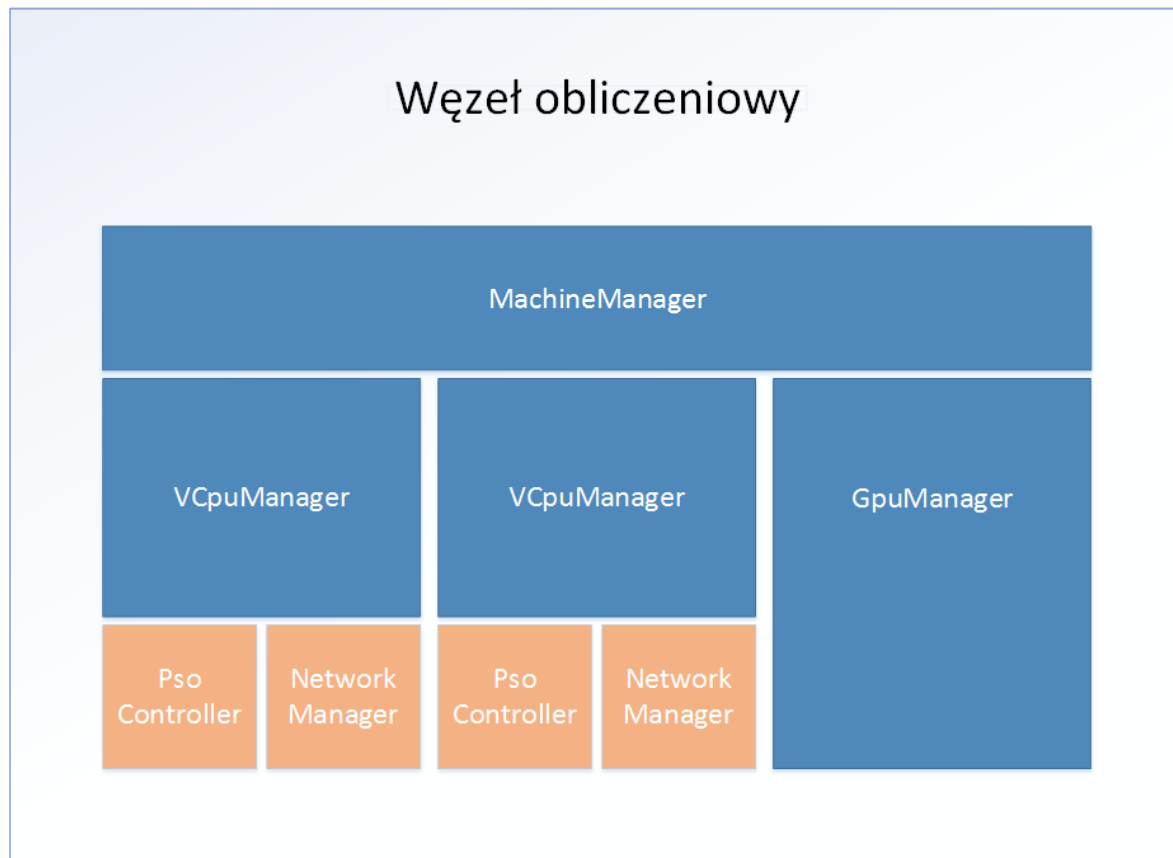 Węzeł obliczeniowy
MachineManager
VCpuManager
VCpuManager
GpuManager
Pso
Controller
Network
Manager
Pso
Controller
Network
Manager